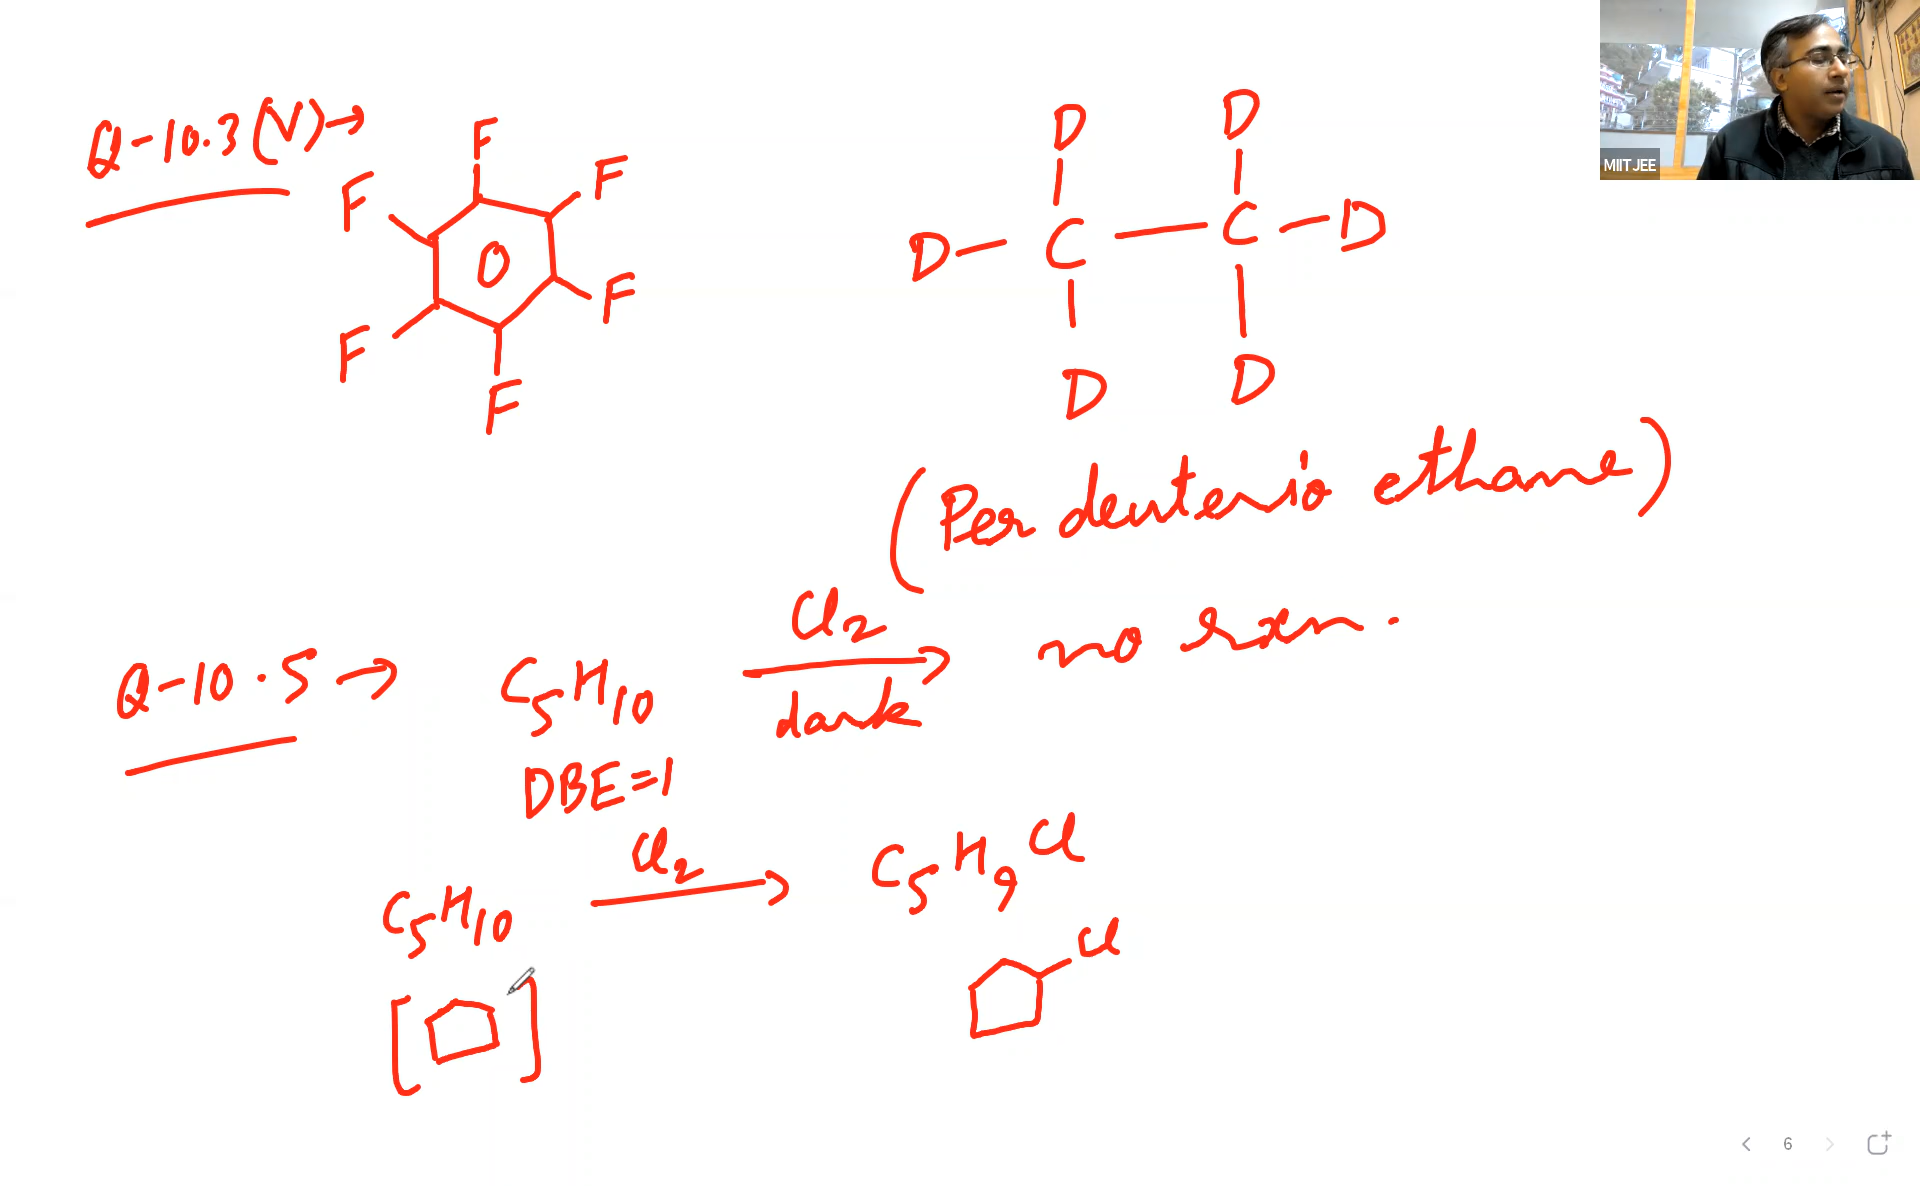 Q-10.3(V)→
F
F
F
F
F
F
D D
D-C-C-D
D D
(Per deuterio ethane)
Q-10.5→ C5H10 Cl2 dark no rxn.
DBE=1
C5H10 Cl2 C5H9Cl
Cl
MIIT JEE
6